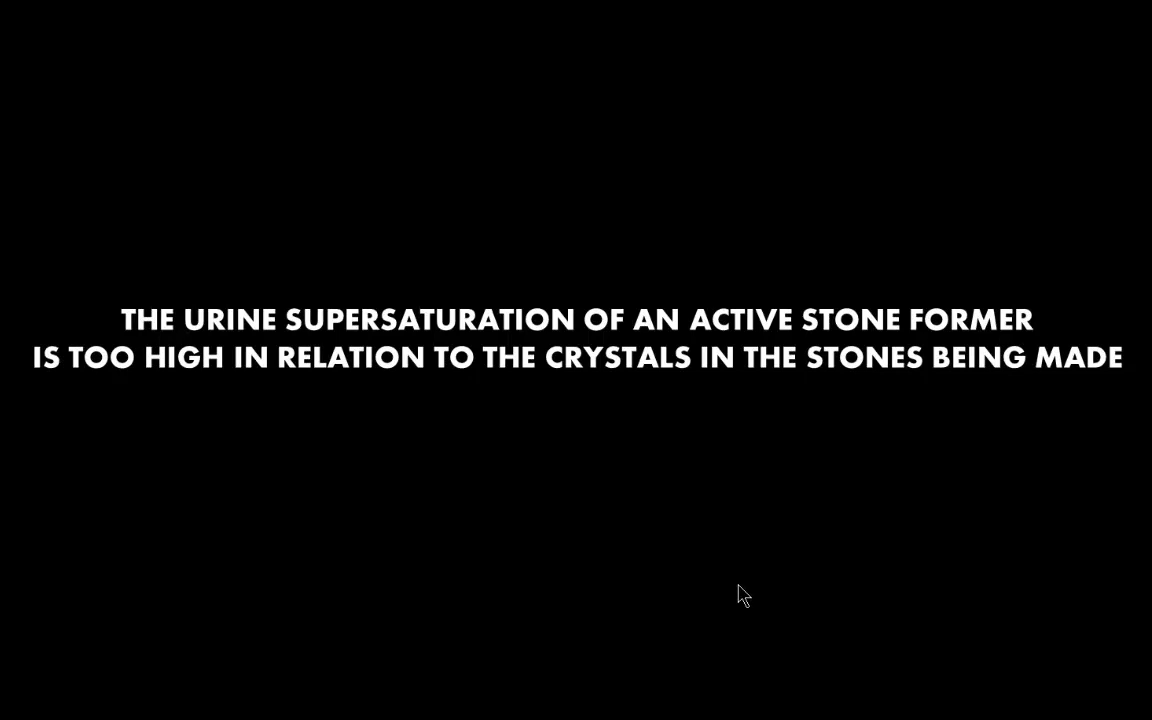 THE URINE SUPERSATURATION OF AN ACTIVE STONE FORMER
IS TOO HIGH IN RELATION TO THE CRYSTALS IN THE STONES BEING MADE